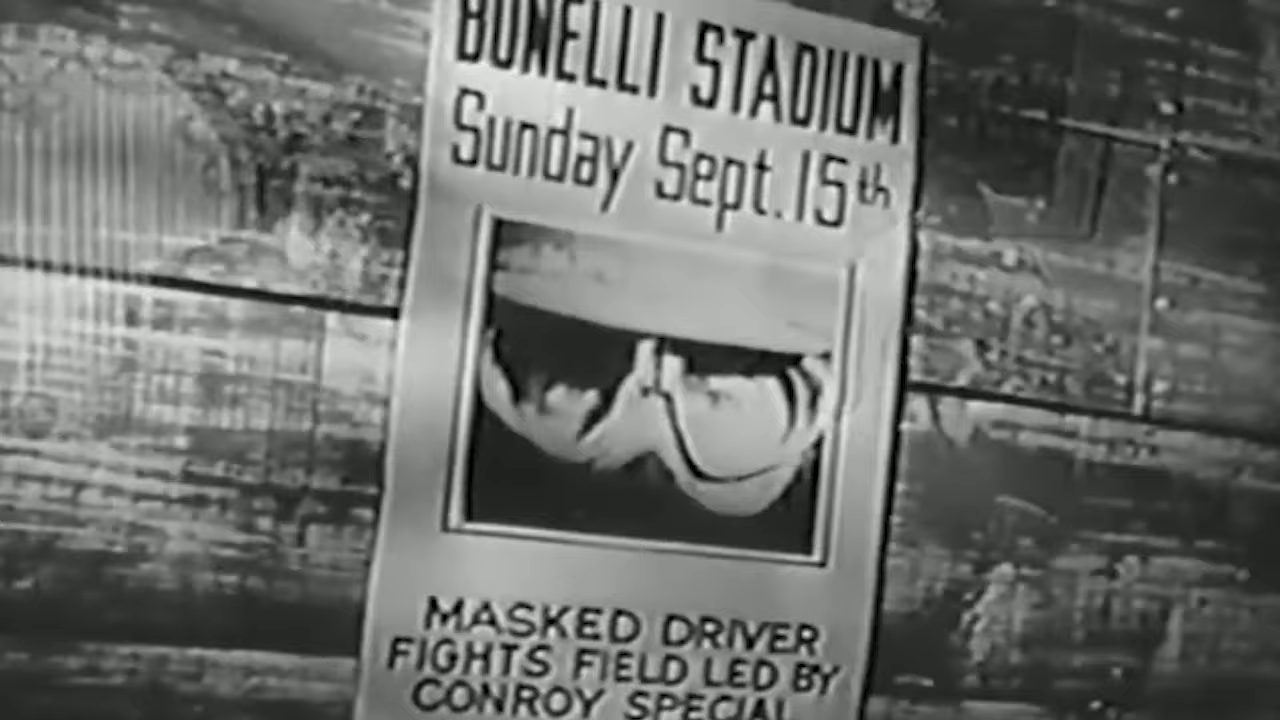 BONELLI STADIUM
Sunday Sept. 15th
MASKED DRIVER
FIGHTS FIELD LED BY
CONROY SPECIAL